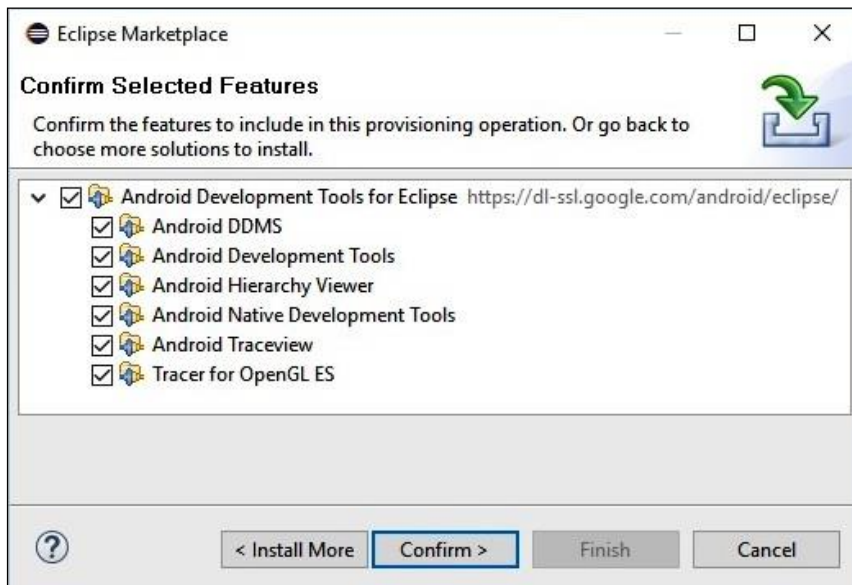 Eclipse Marketplace
Confirm Selected Features
Confirm the features to include in this provisioning operation. Or go back to
choose more solutions to install.
Android Development Tools for Eclipse https://dl-ssl.google.com/android/eclipse/
Android DDMS
Android Development Tools
Android Hierarchy Viewer
Android Native Development Tools
Android Traceview
Tracer for OpenGL ES
? < Install More Confirm > Finish Cancel